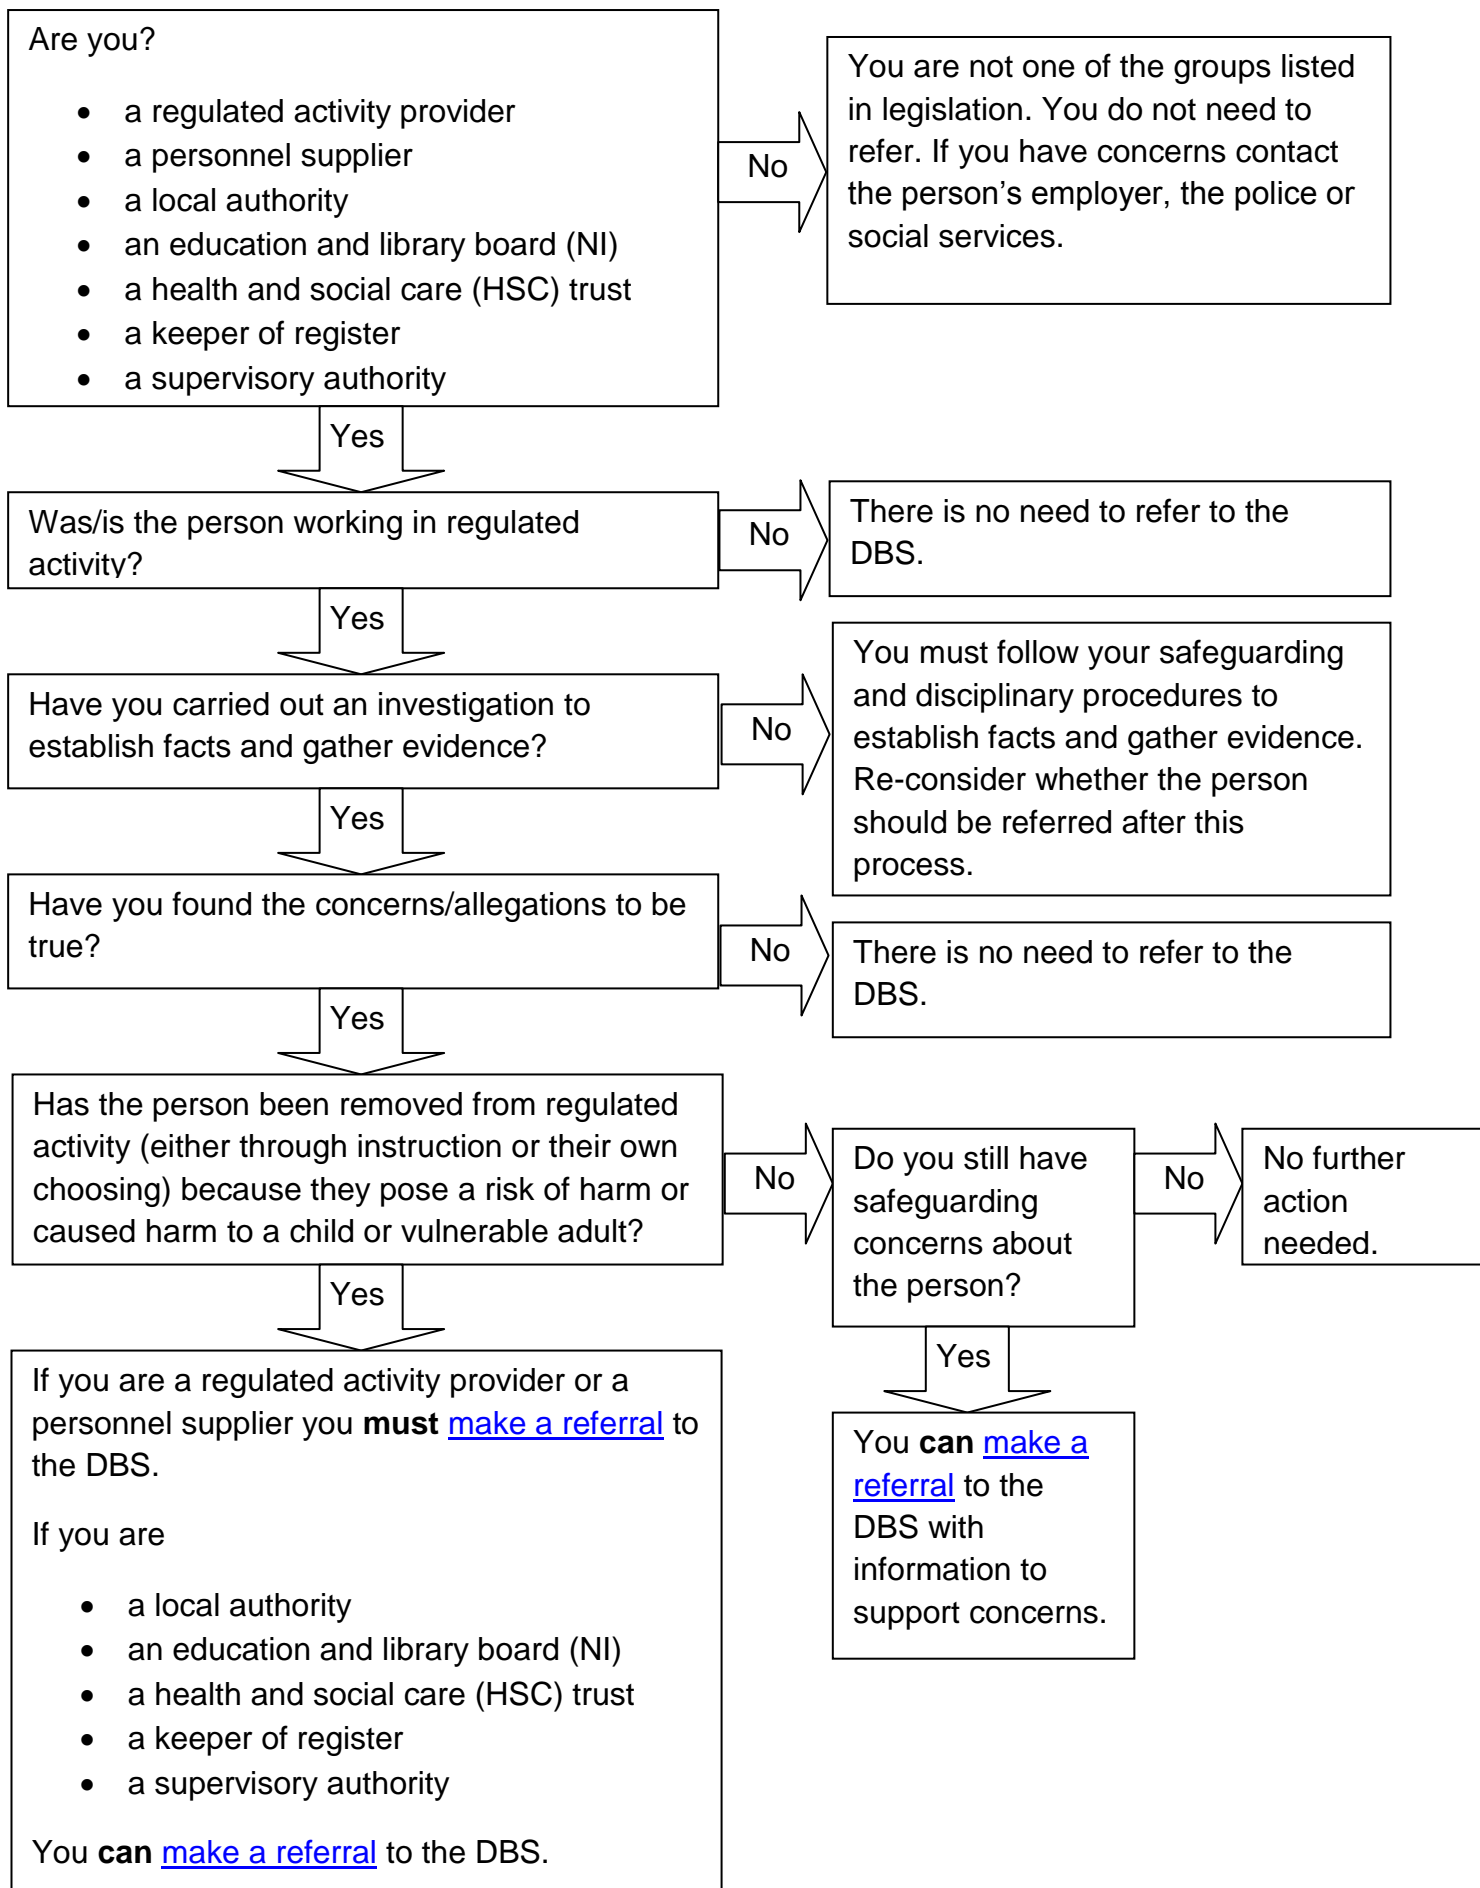 Are you?
• a regulated activity provider
• a personnel supplier
• a local authority
• an education and library board (NI)
• a health and social care (HSC) trust
• a keeper of register
• a supervisory authority
No
You are not one of the groups listed
in legislation. You do not need to
refer. If you have concerns contact
the person’s employer, the police or
social services.
Yes
Was/is the person working in regulated
activity?
No
There is no need to refer to the
DBS.
Yes
Have you carried out an investigation to
establish facts and gather evidence?
No
You must follow your safeguarding
and disciplinary procedures to
establish facts and gather evidence.
Re-consider whether the person
should be referred after this
process.
Yes
Have you found the concerns/allegations to be
true?
No
There is no need to refer to the
DBS.
Yes
Has the person been removed from regulated
activity (either through instruction or their own
choosing) because they pose a risk of harm or
caused harm to a child or vulnerable adult?
No
Do you still have
safeguarding
concerns about
the person?
No
No further
action
needed.
Yes
If you are a regulated activity provider or a
personnel supplier you must make a referral to
the DBS.
If you are
• a local authority
• an education and library board (NI)
• a health and social care (HSC) trust
• a keeper of register
• a supervisory authority
You can make a referral to the DBS.
Yes
You can make a
referral to the
DBS with
information to
support concerns.